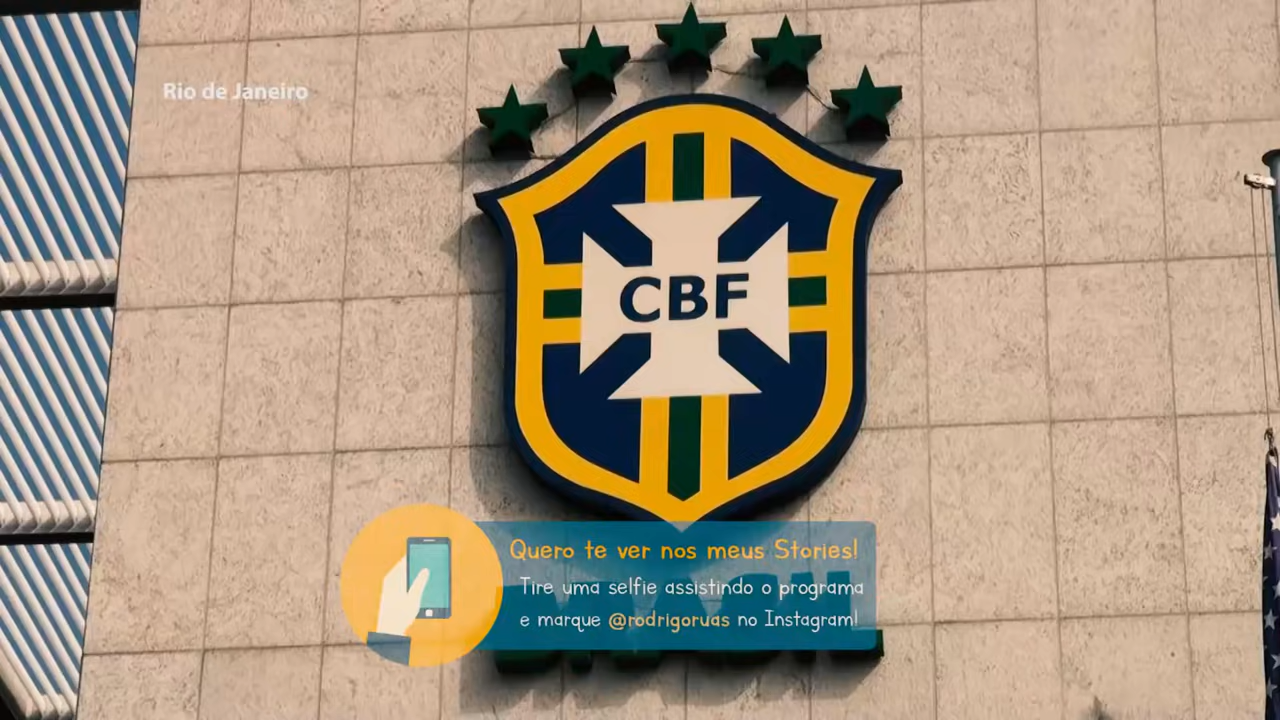 Rio de Janeiro
CBF
Quero te ver nos meus Stories!
Tire uma selfie assistindo o programa
e marque @rodrigoruas no Instagram!